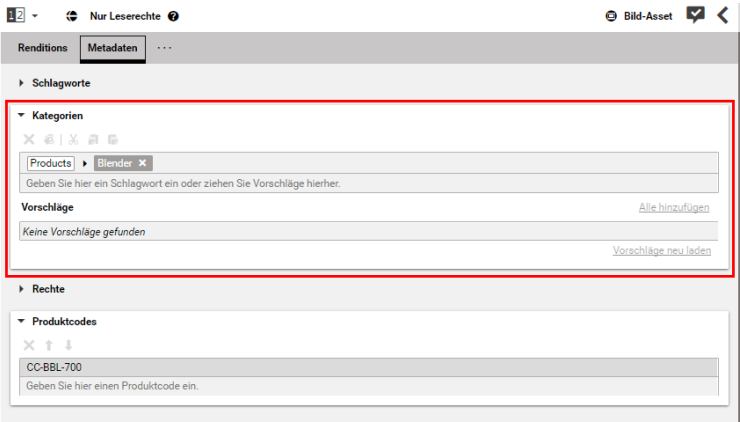 12 Nur Leserechte ? Bild-Asset
Renditions Metadaten ...
Schlagworte
Kategorien
Products Blender ×
Geben Sie hier ein Schlagwort ein oder ziehen Sie Vorschläge hierher.
Vorschläge Alle hinzufügen
Keine Vorschläge gefunden
Vorschläge neu laden
Rechte
Produktcodes
CC-BBL-700
Geben Sie hier einen Produktcode ein.